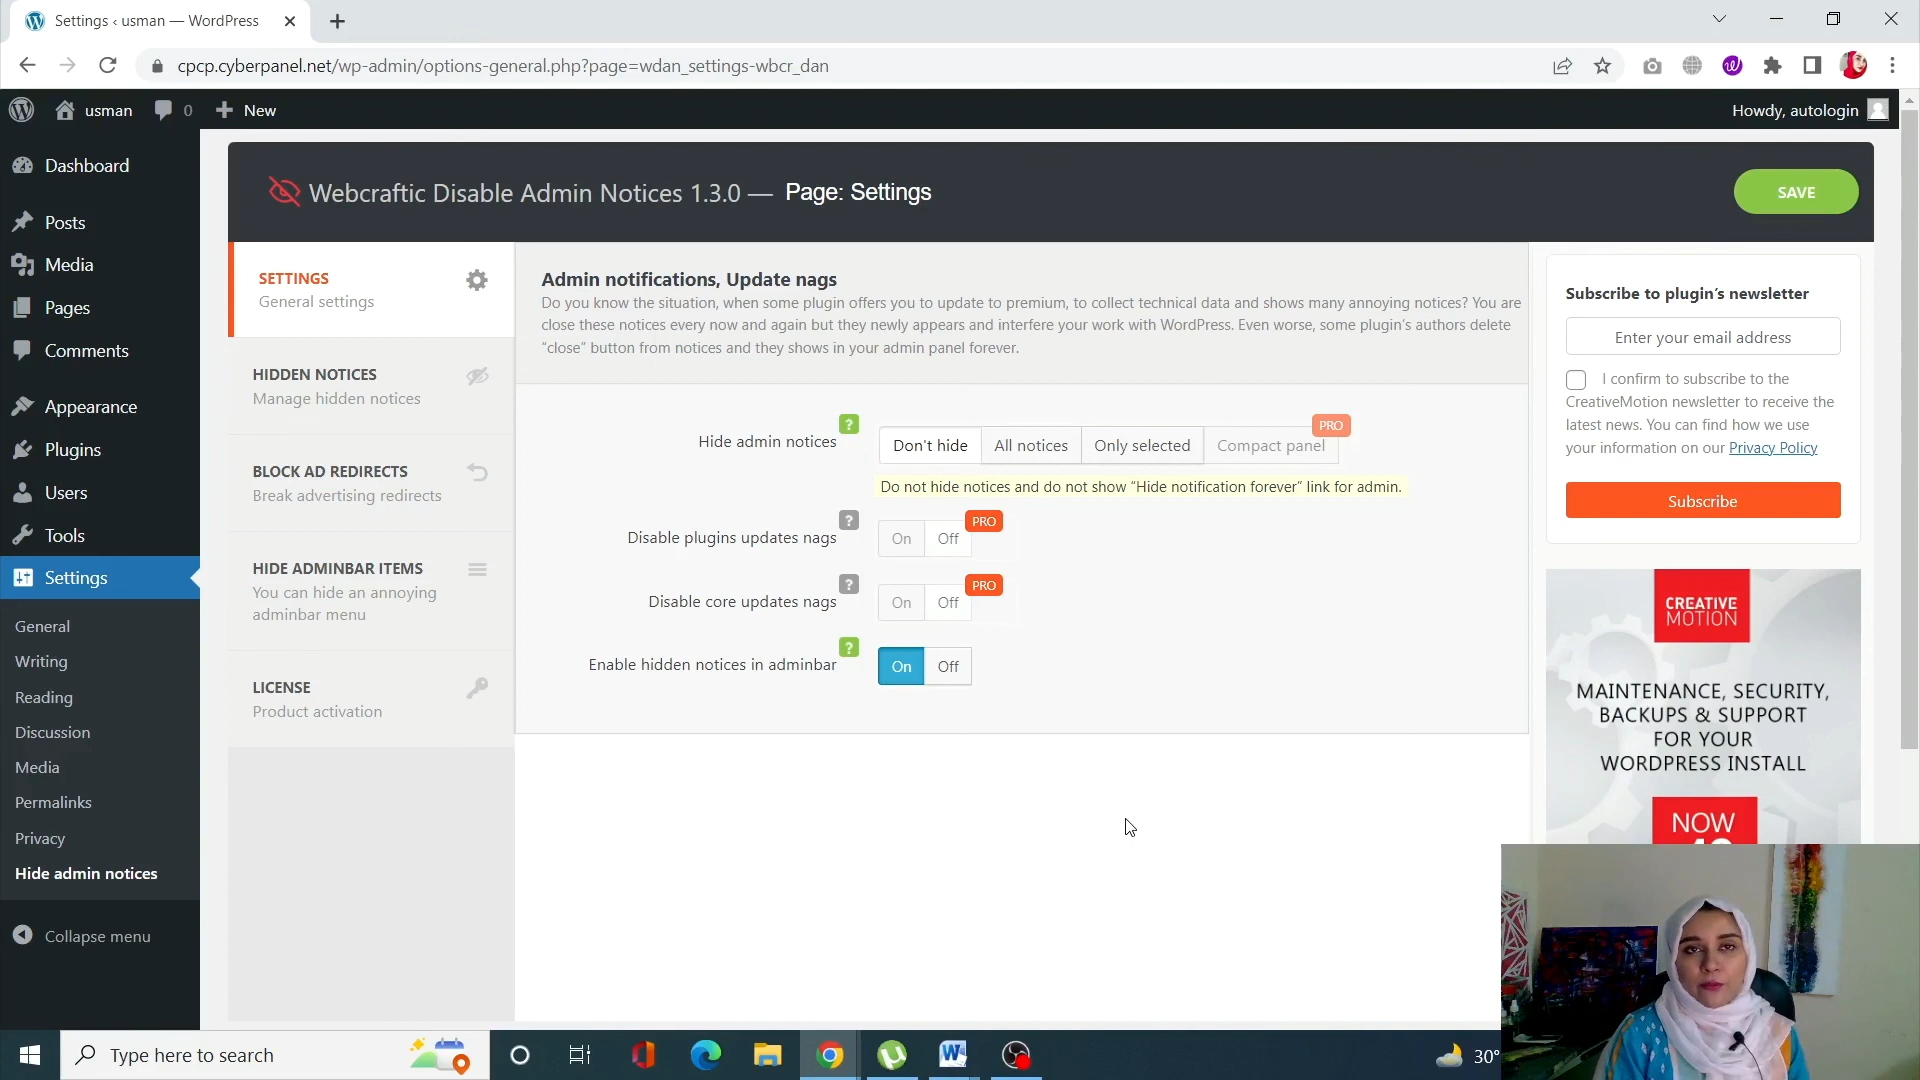 Settings ‹ usman — WordPress
cpcp.cyberpanel.net/wp-admin/options-general.php?page=wdan_settings-wbcr_dan
usman
0
New
Howdy, autologin
Dashboard
Posts
Media
Pages
Comments
Appearance
Plugins
Users
Tools
Settings
General
Writing
Reading
Discussion
Media
Permalinks
Privacy
Hide admin notices
Collapse menu
Webcraftic Disable Admin Notices 1.3.0 — Page: Settings
SAVE
SETTINGS
General settings
HIDDEN NOTICES
Manage hidden notices
BLOCK AD REDIRECTS
Break advertising redirects
HIDE ADMINBAR ITEMS
You can hide an annoying
adminbar menu
LICENSE
Product activation
Admin notifications, Update nags
Do you know the situation, when some plugin offers you to update to premium, to collect technical data and shows many annoying notices? You are
close these notices every now and again but they newly appears and interfere your work with WordPress. Even worse, some plugin's authors delete
“close” button from notices and they shows in your admin panel forever.
Hide admin notices
?
Don't hide
All notices
Only selected
Compact panel
PRO
Do not hide notices and do not show “Hide notification forever” link for admin.
Disable plugins updates nags
?
On
Off
PRO
Disable core updates nags
?
On
Off
PRO
Enable hidden notices in adminbar
?
On
Off
Subscribe to plugin’s newsletter
Enter your email address
I confirm to subscribe to the
CreativeMotion newsletter to receive the
latest news. You can find how we use
your information on our Privacy Policy
Subscribe
CREATIVE
MOTION
MAINTENANCE, SECURITY,
BACKUPS & SUPPORT
FOR YOUR
WORDPRESS INSTALL
NOW
Type here to search
30°